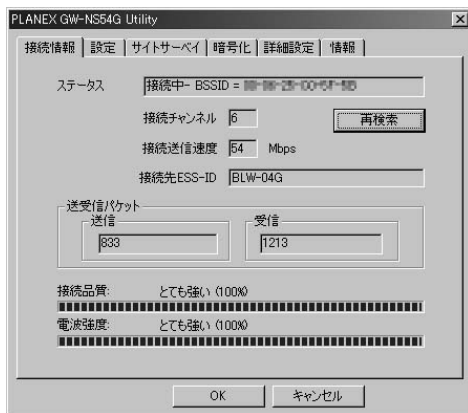 PLANEX GW-NS54G Utility
接続情報 設定 サイトサーベイ 暗号化 詳細設定 情報
ステータス 接続中- BSSID =
接続チャンネル 6 再検索
接続送信速度 54 Mbps
接続先ESS-ID BLW-04G
送受信パケット
送信 受信
833 1213
接続品質: とても強い (100%)
電波強度: とても強い (100%)
OK キャンセル